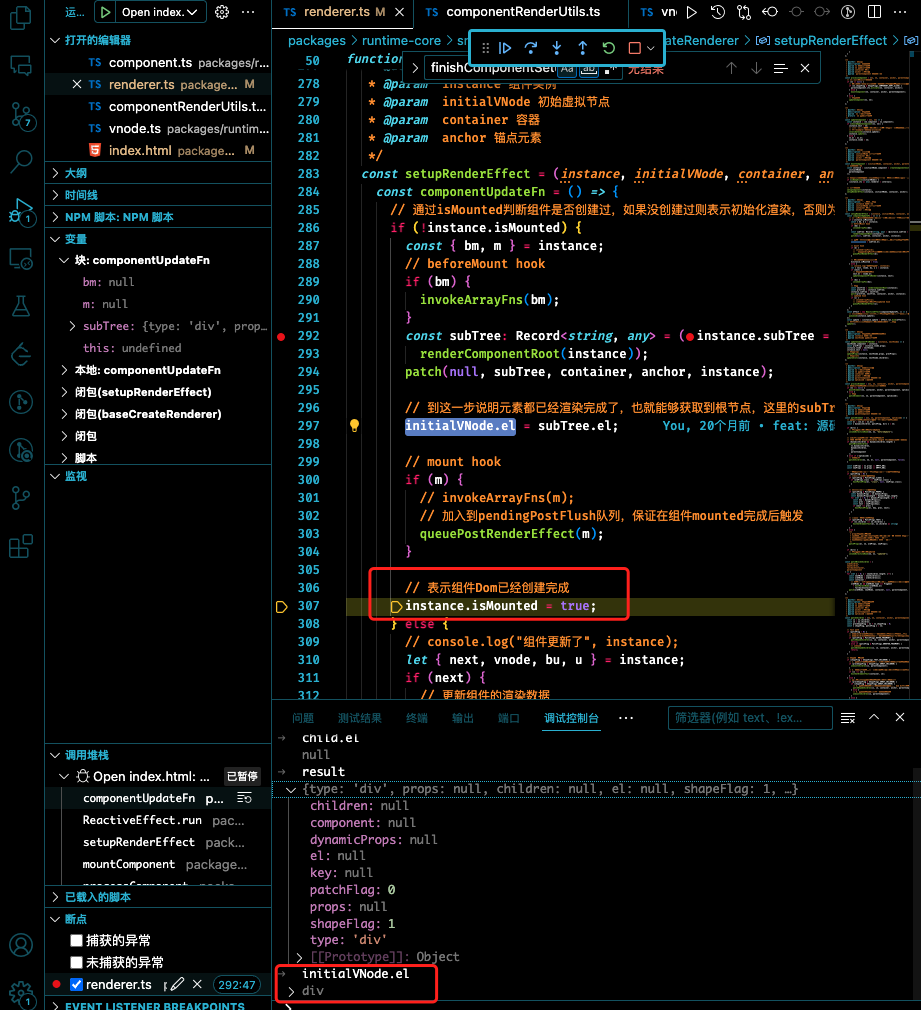 运...
Open index.
打开的编辑器
TS component.ts packages/r...
TS renderer.ts package... M
TS componentRenderUtils.t...
TS vnode.ts packages/runtim...
index.html package... M
大纲
时间线
NPM 脚本: NPM 脚本
变量
块: componentUpdateFn
bm: null
m: null
subTree: {type: 'div', prop…
this: undefined
本地: componentUpdateFn
闭包(setupRenderEffect)
闭包(baseCreateRenderer)
闭包
脚本
监视
调用堆栈
Open index.html: ... 已暂停
componentUpdateFn p...
ReactiveEffect.run pac...
setupRenderEffect pack...
mountComponent package...
processComponent packa...
已载入的脚本
断点
捕获的异常
未捕获的异常
renderer.ts 292:47
EVENT LISTENER BREAKPOINTS
7
1
1
TS renderer.ts M
TS componentRenderUtils.ts
TS vn
packages > runtime-core > sr
ateRenderer > setupRenderEffect >
finishComponentSet
Aa
ab
.*
无结果
50 function
278 * @param instance 组件实例
279 * @param initialVNode 初始虚拟节点
280 * @param container 容器
281 * @param anchor 锚点元素
282 */
283 const setupRenderEffect = (instance, initialVNode, container, an
284 const componentUpdateFn = () => {
285 // 通过isMounted判断组件是否创建过，如果没创建过则表示初始化渲染，否则为
286 if (!instance.isMounted) {
287 const { bm, m } = instance;
288 // beforeMount hook
289 if (bm) {
290 invokeArrayFns(bm);
291 }
292 const subTree: Record<string, any> = (instance.subTree =
293 renderComponentRoot(instance));
294 patch(null, subTree, container, anchor, instance);
295
296 // 到这一步说明元素都已经渲染完成了，也就能够获取到根节点，这里的subTr
297 initialVNode.el = subTree.el; You, 20个月前 • feat: 源码
298
299 // mount hook
300 if (m) {
301 // invokeArrayFns(m);
302 // 加入到pendingPostFlush队列，保证在组件mounted完成后触发
303 queuePostRenderEffect(m);
304 }
305
306 // 表示组件Dom已经创建完成
307 instance.isMounted = true;
308 } else {
309 // console.log("组件更新了", instance);
310 let { next, vnode, bu, u } = instance;
311 if (next) {
312 // 更新组件的渲染数据
问题 测试结果 终端 输出 端口 调试控制台 ...
筛选器(例如 text、!ex...
child.el
null
result
{type: 'div', props: null, children: null, el: null, shapeFlag: 1, …}
children: null
component: null
dynamicProps: null
el: null
key: null
patchFlag: 0
props: null
shapeFlag: 1
type: 'div'
[[Prototype]]: Object
initialVNode.el
div